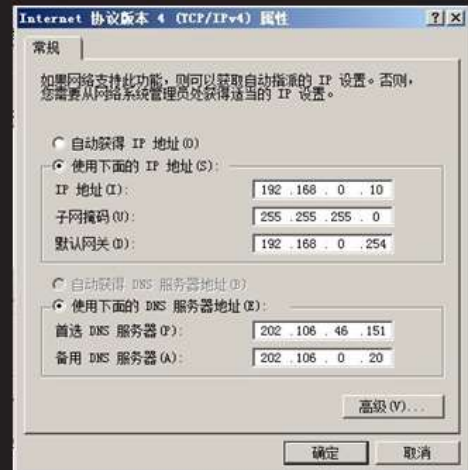 Internet 协议版本 4 (TCP/IPv4) 属性
常规
如果网络支持此功能，则可以获取自动指派的 IP 设置。否则，
您需要从网络系统管理员处获得适当的 IP 设置。
自动获得 IP 地址(O)
使用下面的 IP 地址(S):
IP 地址(I): 192 .168 . 0 . 10
子网掩码(U): 255 .255 .255 . 0
默认网关(D): 192 .168 . 0 .254
自动获得 DNS 服务器地址(B)
使用下面的 DNS 服务器地址(E):
首选 DNS 服务器(P): 202 .106 . 46 .151
备用 DNS 服务器(A): 202 .106 . 0 . 20
高级(V)...
确定 取消